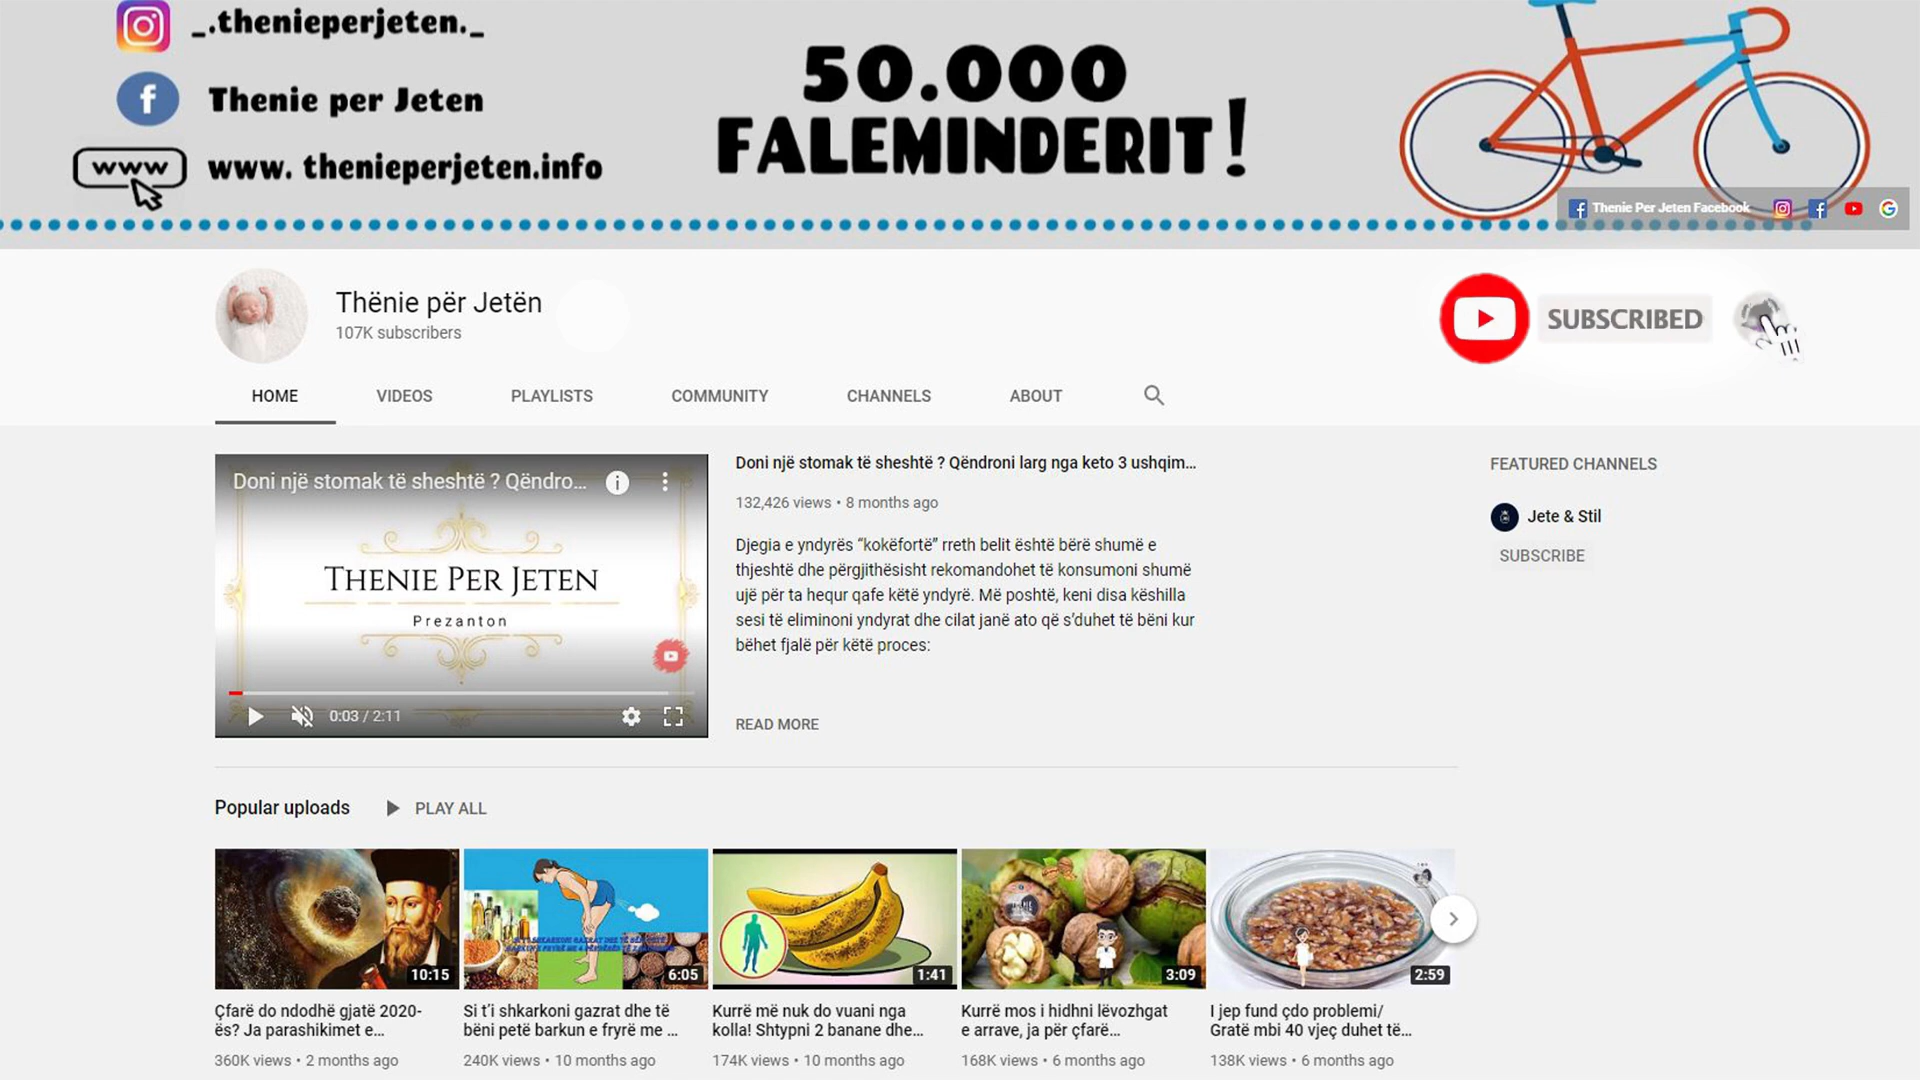 _.thenieperjeten._
Thenie per Jeten
www
www. thenieperjeten.info
50.000
FALEMINDERIT!
Thenie Per Jeten Facebook
Thënie për Jetën
107K subscribers
SUBSCRIBED
HOME VIDEOS PLAYLISTS COMMUNITY CHANNELS ABOUT
Doni një stomak të sheshtë ? Qëndro...
THENIE PER JETEN
Prezanton
0:03 / 2:11
Doni një stomak të sheshtë ? Qëndroni larg nga keto 3 ushqim...
132,426 views • 8 months ago
Djegia e yndyrës “kokëfortë” rreth belit është bërë shumë e
thjeshtë dhe përgjithësisht rekomandohet të konsumoni shumë
ujë për ta hequr qafe këtë yndyrë. Më poshtë, keni disa këshilla
sesi të eliminoni yndyrat dhe cilat janë ato që s’duhet të bëni kur
bëhet fjalë për këtë proces:
READ MORE
FEATURED CHANNELS
Jete & Stil
SUBSCRIBE
Popular uploads PLAY ALL
10:15
Çfarë do ndodhë gjatë 2020-
ës? Ja parashikimet e...
360K views • 2 months ago
6:05
Si t’i shkarkoni gazrat dhe të
bëni petë barkun e fryrë me ...
240K views • 10 months ago
1:41
Kurrë më nuk do vuani nga
kolla! Shtypni 2 banane dhe...
174K views • 10 months ago
3:09
Kurrë mos i hidhni lëvozhgat
e arrave, ja për çfarë...
168K views • 6 months ago
2:59
I jep fund çdo problemi/
Gratë mbi 40 vjeç duhet të...
138K views • 6 months ago